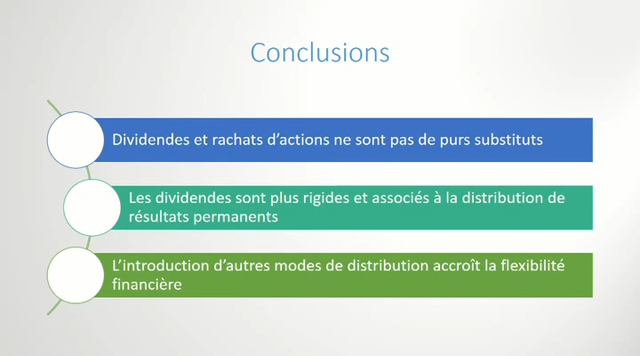 Conclusions
Dividendes et rachats d’actions ne sont pas de purs substituts
Les dividendes sont plus rigides et associés à la distribution de
résultats permanents
L’introduction d’autres modes de distribution accroît la flexibilité
financière